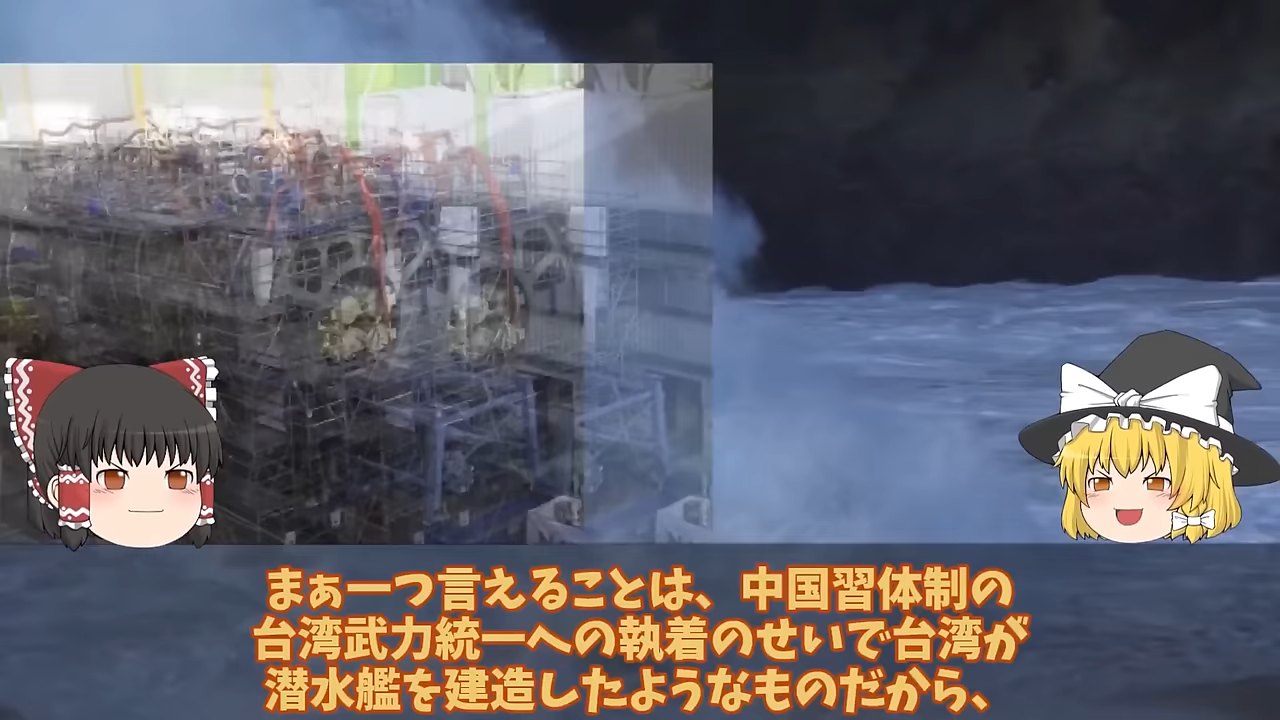 まぁ一つ言えることは、中国習体制の
台湾武力統一への執着のせいで台湾が
潜水艦を建造したようなものだから、